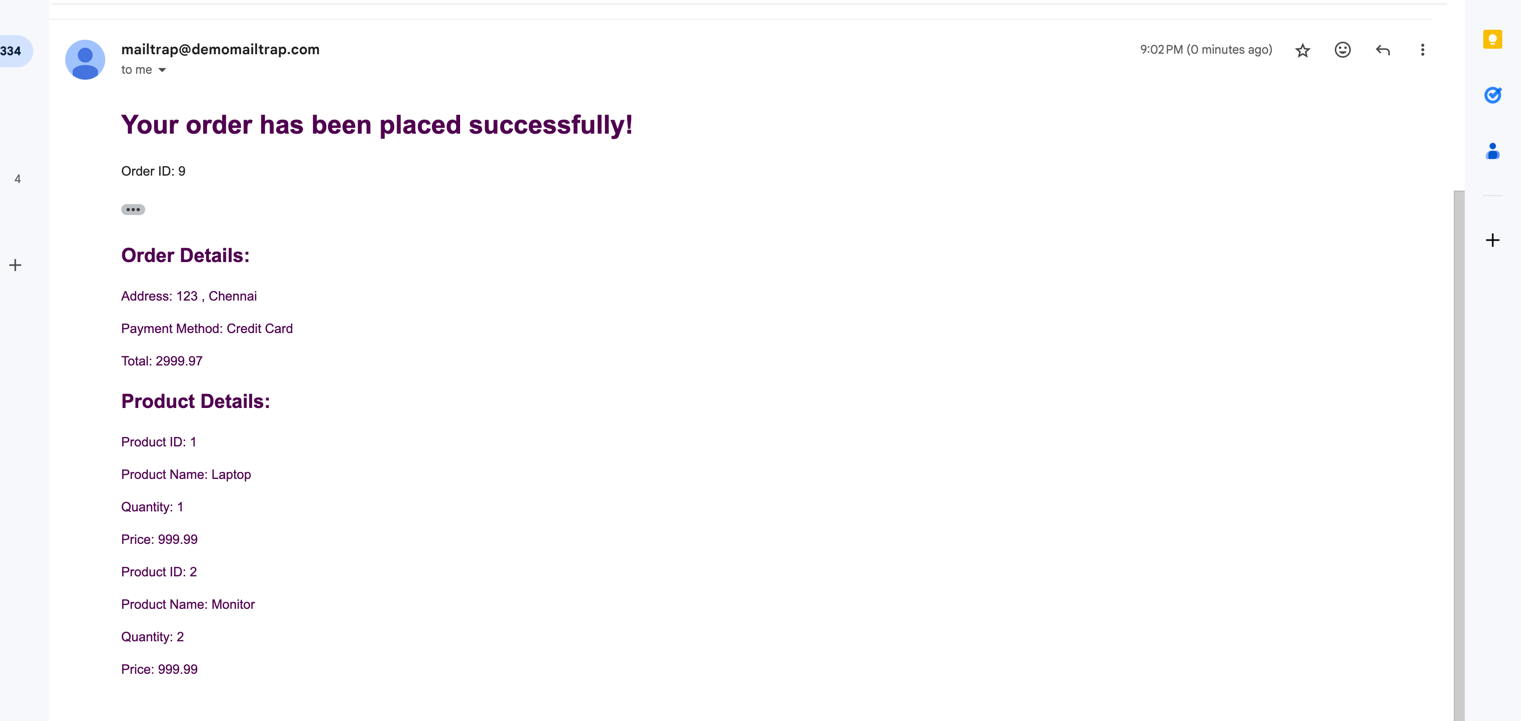 334
mailtrap@demomailtrap.com
9:02 PM (0 minutes ago)
to me
Your order has been placed successfully!
Order ID: 9
4
Order Details:
Address: 123 , Chennai
Payment Method: Credit Card
Total: 2999.97
Product Details:
Product ID: 1
Product Name: Laptop
Quantity: 1
Price: 999.99
Product ID: 2
Product Name: Monitor
Quantity: 2
Price: 999.99